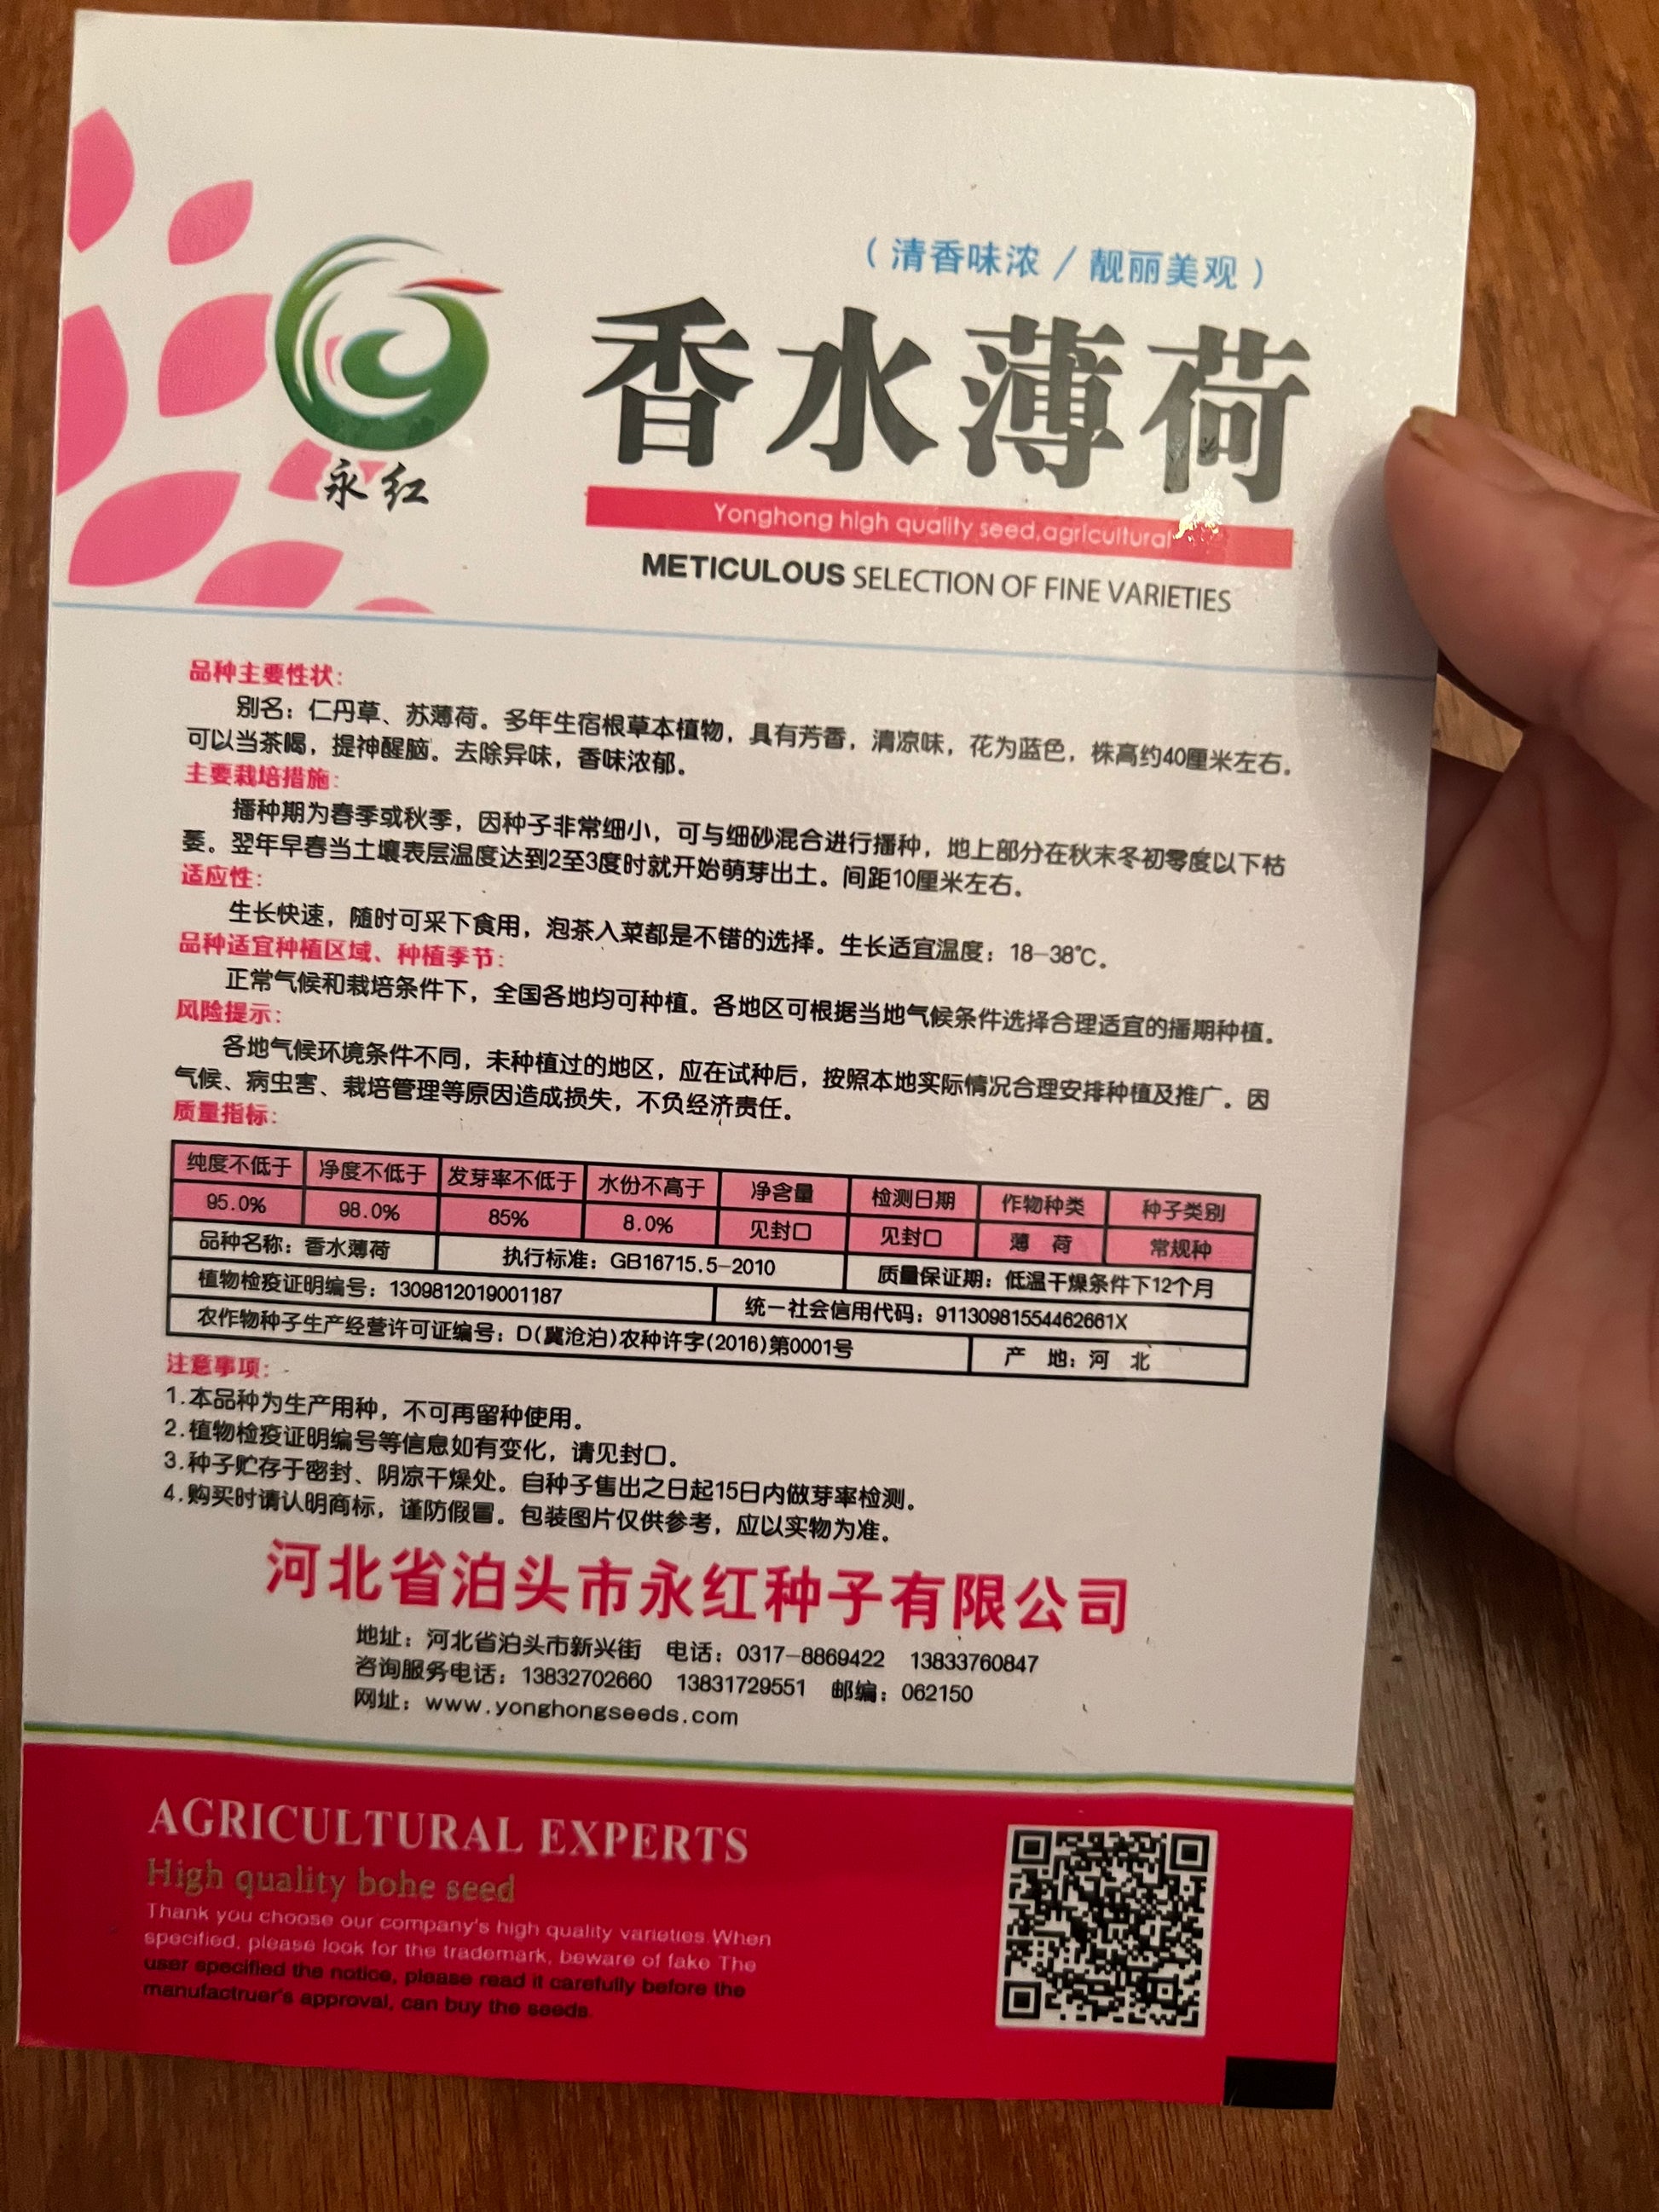 （清香味浓 / 靓丽美观）
香水薄荷
永红
Yonghong high quality seed,agricultural
METICULOUS SELECTION OF FINE VARIETIES
品种主要性状：
别名：仁丹草、苏薄荷。多年生宿根草本植物，具有芳香，清凉味，花为蓝色，株高约40厘米左右。
可以当茶喝，提神醒脑。去除异味，香味浓郁。
主要栽培措施：
播种期为春季或秋季，因种子非常细小，可与细砂混合进行播种，地上部分在秋末冬初零度以下枯
萎。翌年早春当土壤表层温度达到2至3度时就开始萌芽出土。间距10厘米左右。
适应性：
生长快速，随时可采下食用，泡茶入菜都是不错的选择。生长适宜温度：18-38℃。
品种适宜种植区域、种植季节：
正常气候和栽培条件下，全国各地均可种植。各地区可根据当地气候条件选择合理适宜的播期种植。
风险提示：
各地气候环境条件不同，未种植过的地区，应在试种后，按照本地实际情况合理安排种植及推广。因
气候、病虫害、栽培管理等原因造成损失，不负经济责任。
质量指标：
纯度不低于 净度不低于 发芽率不低于 水份不高于 净含量 检测日期 作物种类 种子类别
95.0% 98.0% 85% 8.0% 见封口 见封口 薄 荷 常规种
品种名称：香水薄荷 执行标准：GB16715.5-2010 质量保证期：低温干燥条件下12个月
植物检疫证明编号：1309812019001187 统一社会信用代码：91130981554462661X
农作物种子生产经营许可证编号：D(冀沧泊)农种许字(2016)第0001号 产 地：河 北
注意事项：
1.本品种为生产用种，不可再留种使用。
2.植物检疫证明编号等信息如有变化，请见封口。
3.种子贮存于密封、阴凉干燥处。自种子售出之日起15日内做芽率检测。
4.购买时请认明商标，谨防假冒。包装图片仅供参考，应以实物为准。
河北省泊头市永红种子有限公司
地址：河北省泊头市新兴街 电话：0317-8869422 13833760847
咨询服务电话：13832702660 13831729551 邮编：062150
网址：www.yonghongseeds.com
AGRICULTURAL EXPERTS
High quality bohe seed
Thank you choose our company's high quality varieties.When
specified, please look for the trademark, beware of fake The
user specified the notice, please read it carefully before the
manufactruer's approval, can buy the seeds.